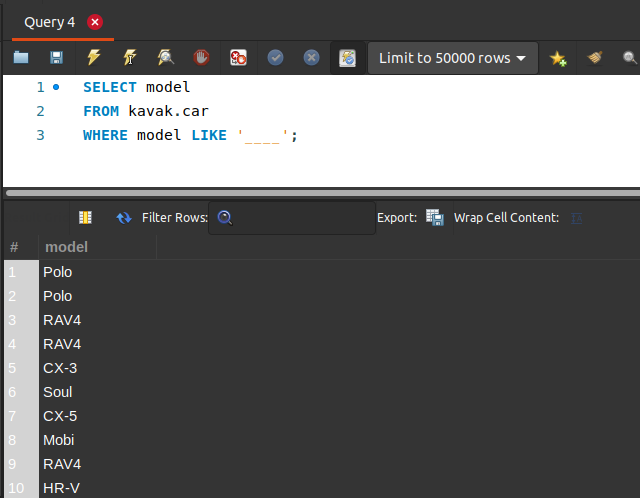 Query 4
Limit to 50000 rows
1 SELECT model
2 FROM kavak.car
3 WHERE model LIKE '____';
Filter Rows: Export: Wrap Cell Content:
# model
1 Polo
2 Polo
3 RAV4
4 RAV4
5 CX-3
6 Soul
7 CX-5
8 Mobi
9 RAV4
10 HR-V